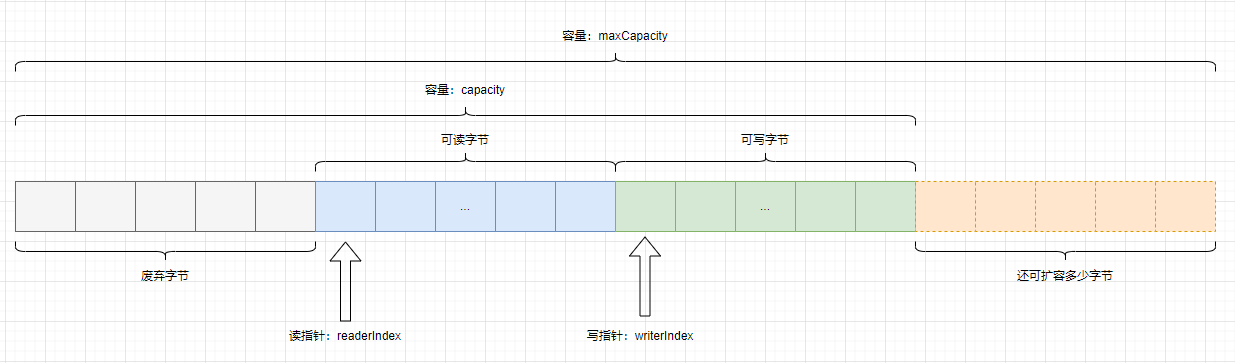 容量：maxCapacity
容量：capacity
可读字节
可写字节
...
...
废弃字节
还可扩容多少字节
读指针：readerIndex
写指针：writerIndex